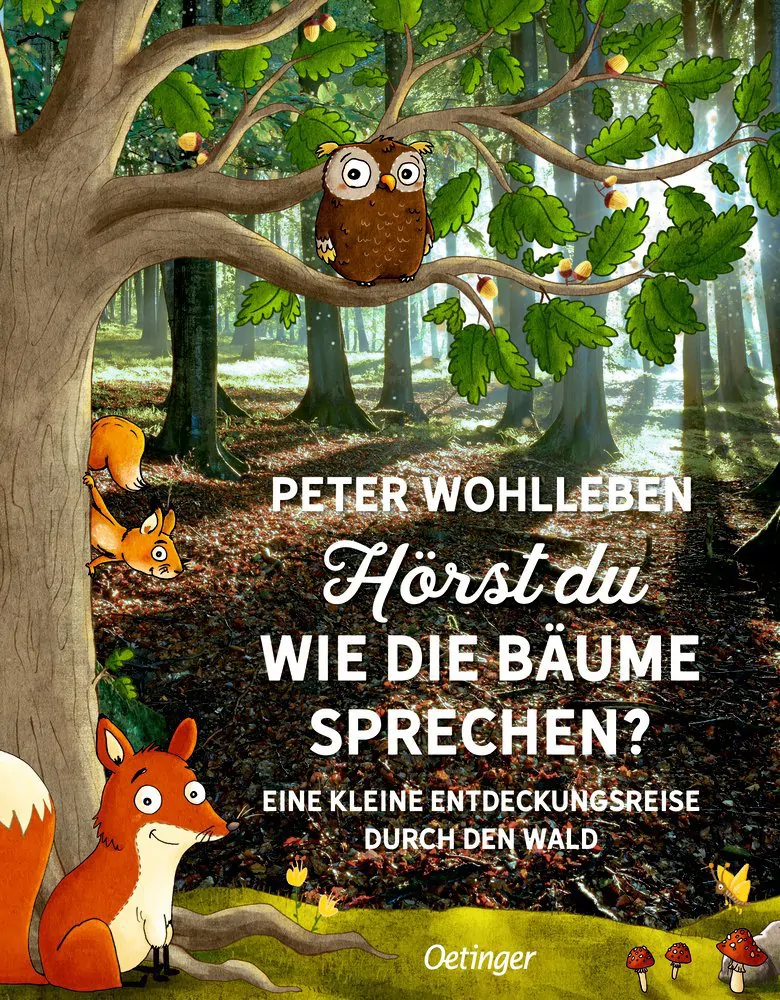 PETER WOHLLEBEN
Hörst du
WIE DIE BÄUME
SPRECHEN?
EINE KLEINE ENTDECKUNGSREISE
DURCH DEN WALD
Oetinger